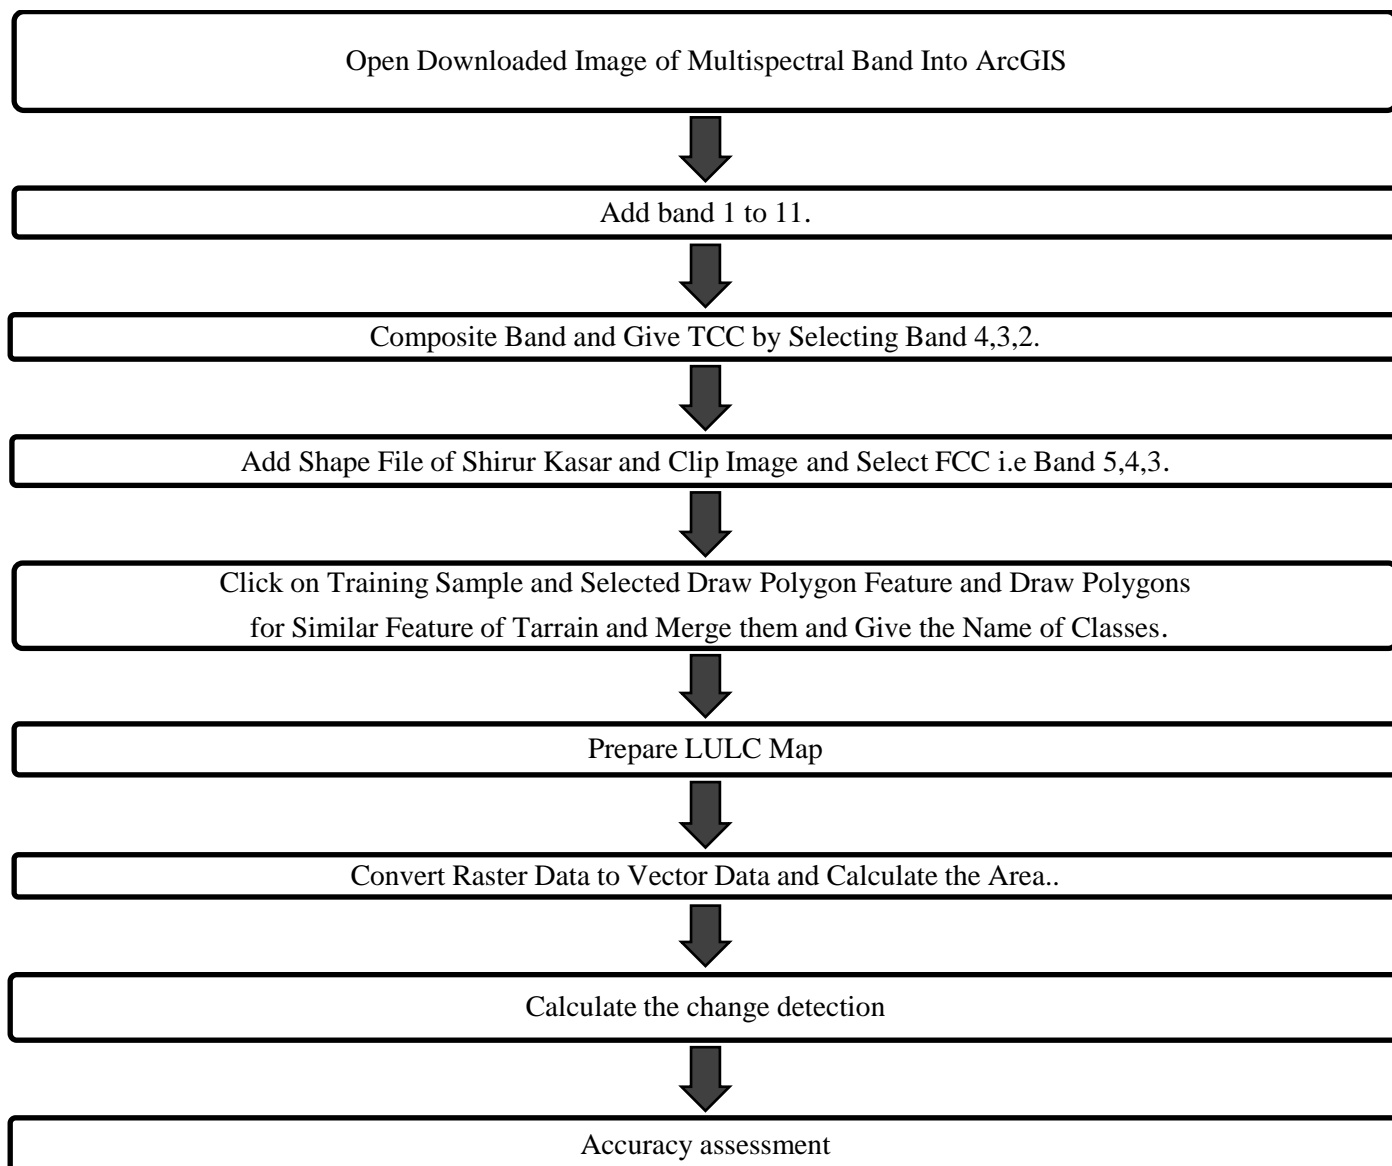 Open Downloaded Image of Multispectral Band Into ArcGIS
Add band 1 to 11.
Composite Band and Give TCC by Selecting Band 4,3,2.
Add Shape File of Shirur Kasar and Clip Image and Select FCC i.e Band 5,4,3.
Click on Training Sample and Selected Draw Polygon Feature and Draw Polygons
for Similar Feature of Tarrain and Merge them and Give the Name of Classes.
Prepare LULC Map
Convert Raster Data to Vector Data and Calculate the Area..
Calculate the change detection
Accuracy assessment